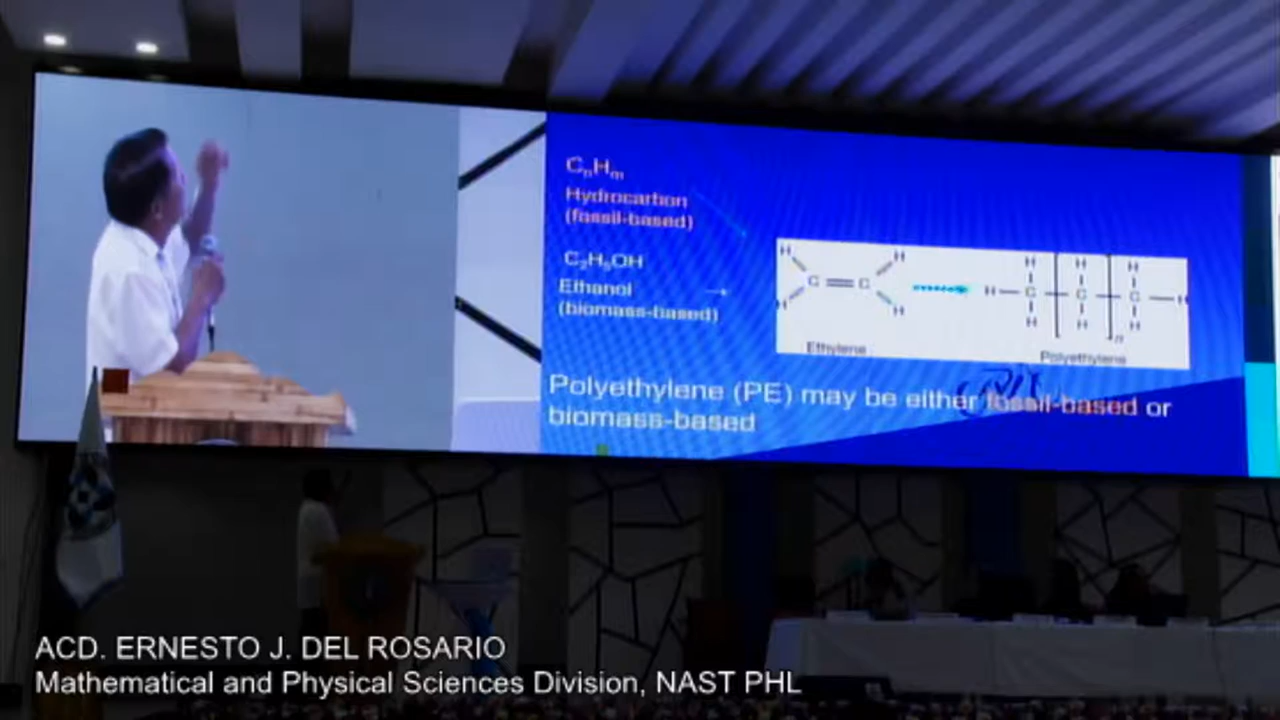 CₙHₘ
Hydrocarbon
(fossil-based)
C₂H₅OH
Ethanol
(biomass-based)
H H
C = C
H H
Ethylene
H H H
H — C — C — C — H
H H H
n
Polyethylene
Polyethylene (PE) may be either fossil-based or
biomass-based
ACD. ERNESTO J. DEL ROSARIO
Mathematical and Physical Sciences Division, NAST PHL